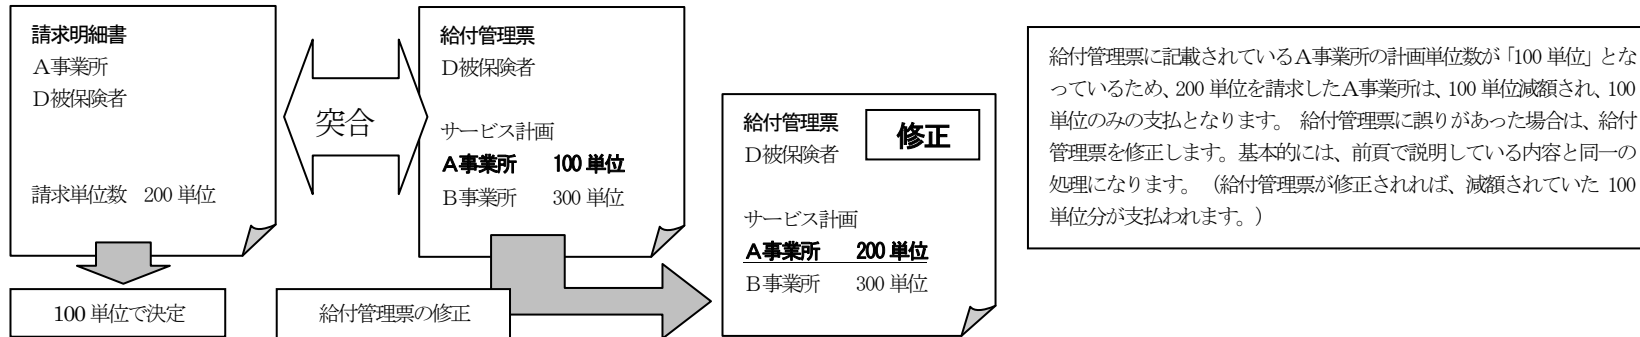 請求明細書
A事業所
D被保険者
請求単位数 200 単位
100 単位で決定
突合
給付管理票
D被保険者
サービス計画
A事業所 100 単位
B事業所 300 単位
給付管理票の修正
給付管理票
修正
D被保険者
サービス計画
A事業所 200 単位
B事業所 300 単位
給付管理票に記載されているA事業所の計画単位数が「100 単位」とな
っているため、200 単位を請求したA事業所は、100 単位減額され、100
単位のみの支払となります。 給付管理票に誤りがあった場合は、給付
管理票を修正します。基本的には、前頁で説明している内容と同一の
処理になります。 （給付管理票が修正されれば、減額されていた 100
単位分が支払われます。）